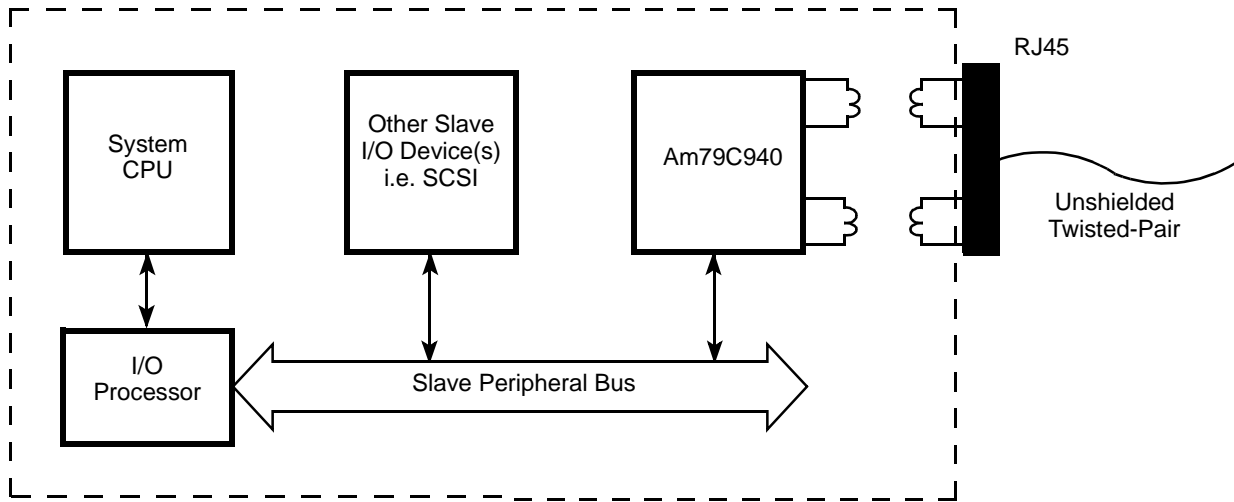 RJ45
System
CPU
Other Slave
I/O Device(s)
i.e. SCSI
Am79C940
Unshielded
Twisted-Pair
I/O
Processor
Slave Peripheral Bus